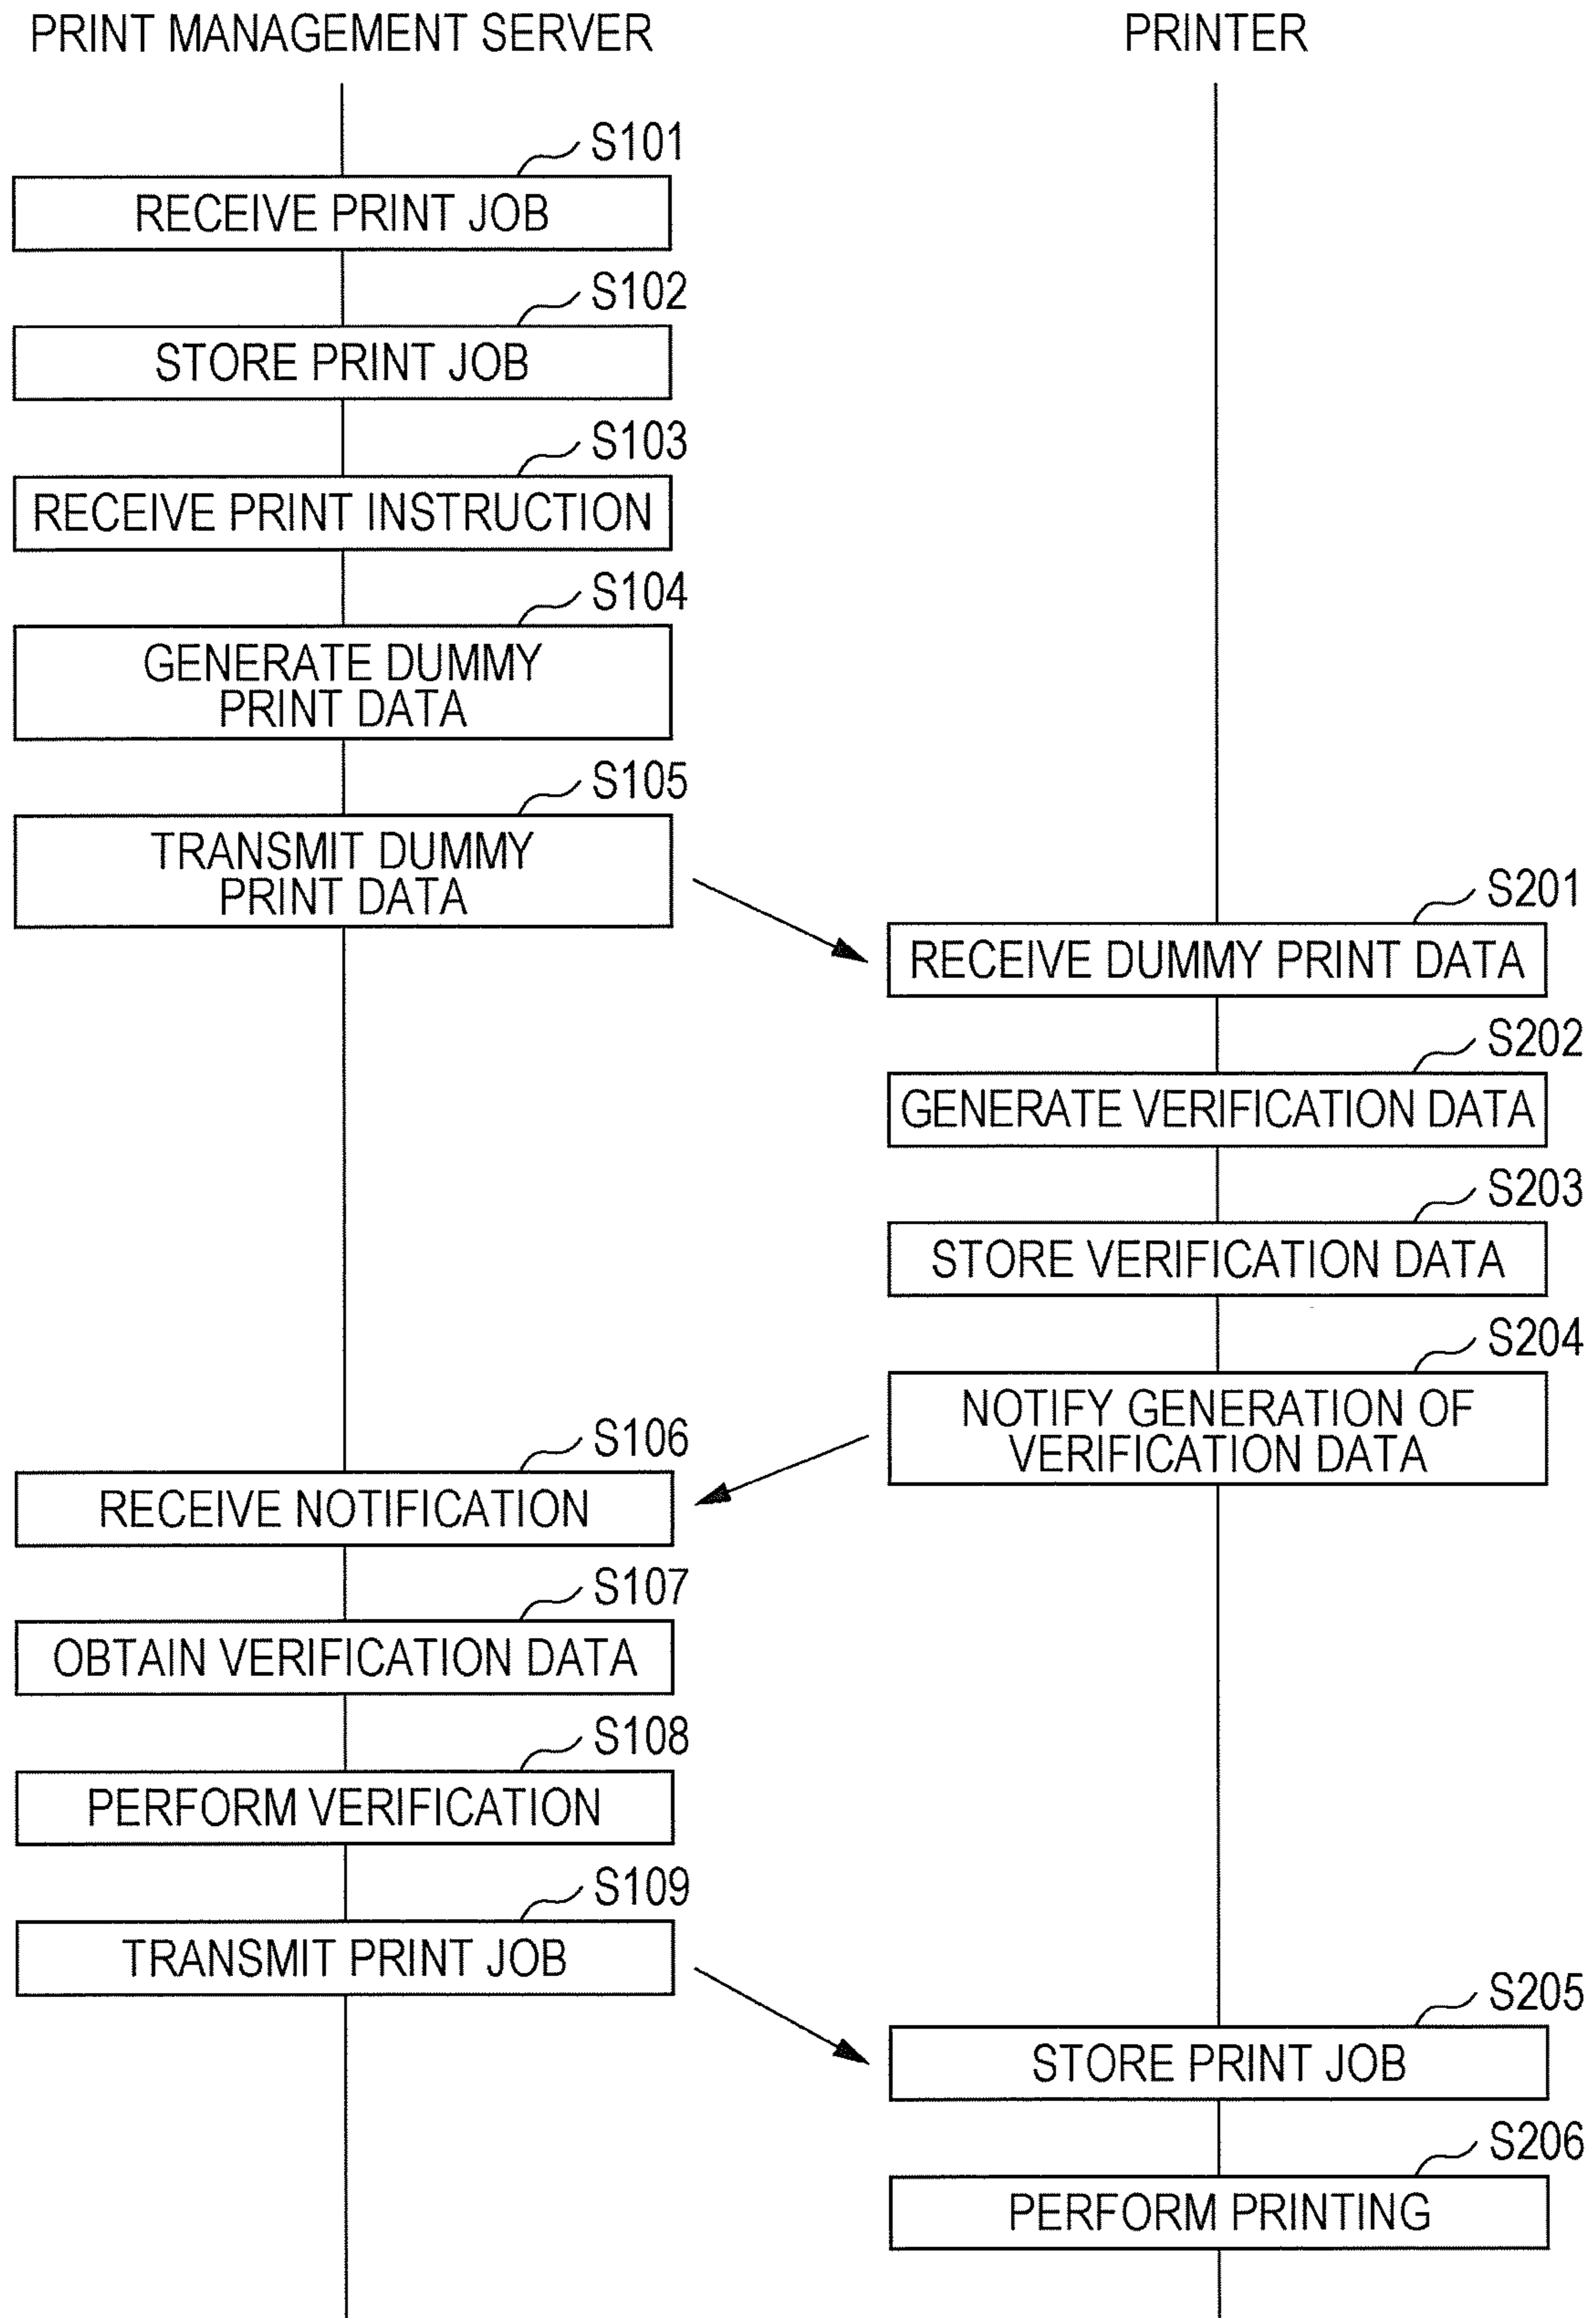 PRINT MANAGEMENT SERVER
PRINTER
S101
RECEIVE PRINT JOB
S102
STORE PRINT JOB
S103
RECEIVE PRINT INSTRUCTION
S104
GENERATE DUMMY
PRINT DATA
S105
TRANSMIT DUMMY
PRINT DATA
S201
RECEIVE DUMMY PRINT DATA
S202
GENERATE VERIFICATION DATA
S203
STORE VERIFICATION DATA
S204
NOTIFY GENERATION OF
VERIFICATION DATA
S106
RECEIVE NOTIFICATION
S107
OBTAIN VERIFICATION DATA
S108
PERFORM VERIFICATION
S109
TRANSMIT PRINT JOB
S205
STORE PRINT JOB
S206
PERFORM PRINTING